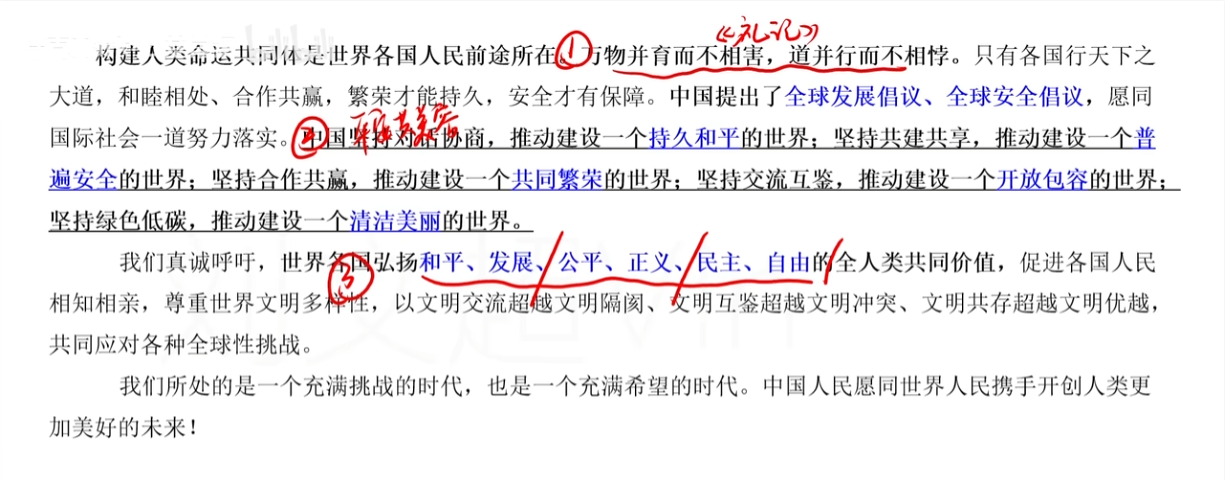 《礼记》
构建人类命运共同体是世界各国人民前途所在。①万物并育而不相害，道并行而不相悖。只有各国行天下之
大道，和睦相处、合作共赢，繁荣才能持久，安全才有保障。中国提出了全球发展倡议、全球安全倡议，愿同
国际社会一道努力落实。②中国坚持对话协商，推动建设一个持久和平的世界；坚持共建共享，推动建设一个普
遍安全的世界；坚持合作共赢，推动建设一个共同繁荣的世界；坚持交流互鉴，推动建设一个开放包容的世界；
坚持绿色低碳，推动建设一个清洁美丽的世界。
我们真诚呼吁，世界各国弘扬和平、发展、公平、正义、民主、自由的全人类共同价值，促进各国人民
③
相知相亲，尊重世界文明多样性，以文明交流超越文明隔阂、文明互鉴超越文明冲突、文明共存超越文明优越，
共同应对各种全球性挑战。
我们所处的是一个充满挑战的时代，也是一个充满希望的时代。中国人民愿同世界人民携手开创人类更
加美好的未来！